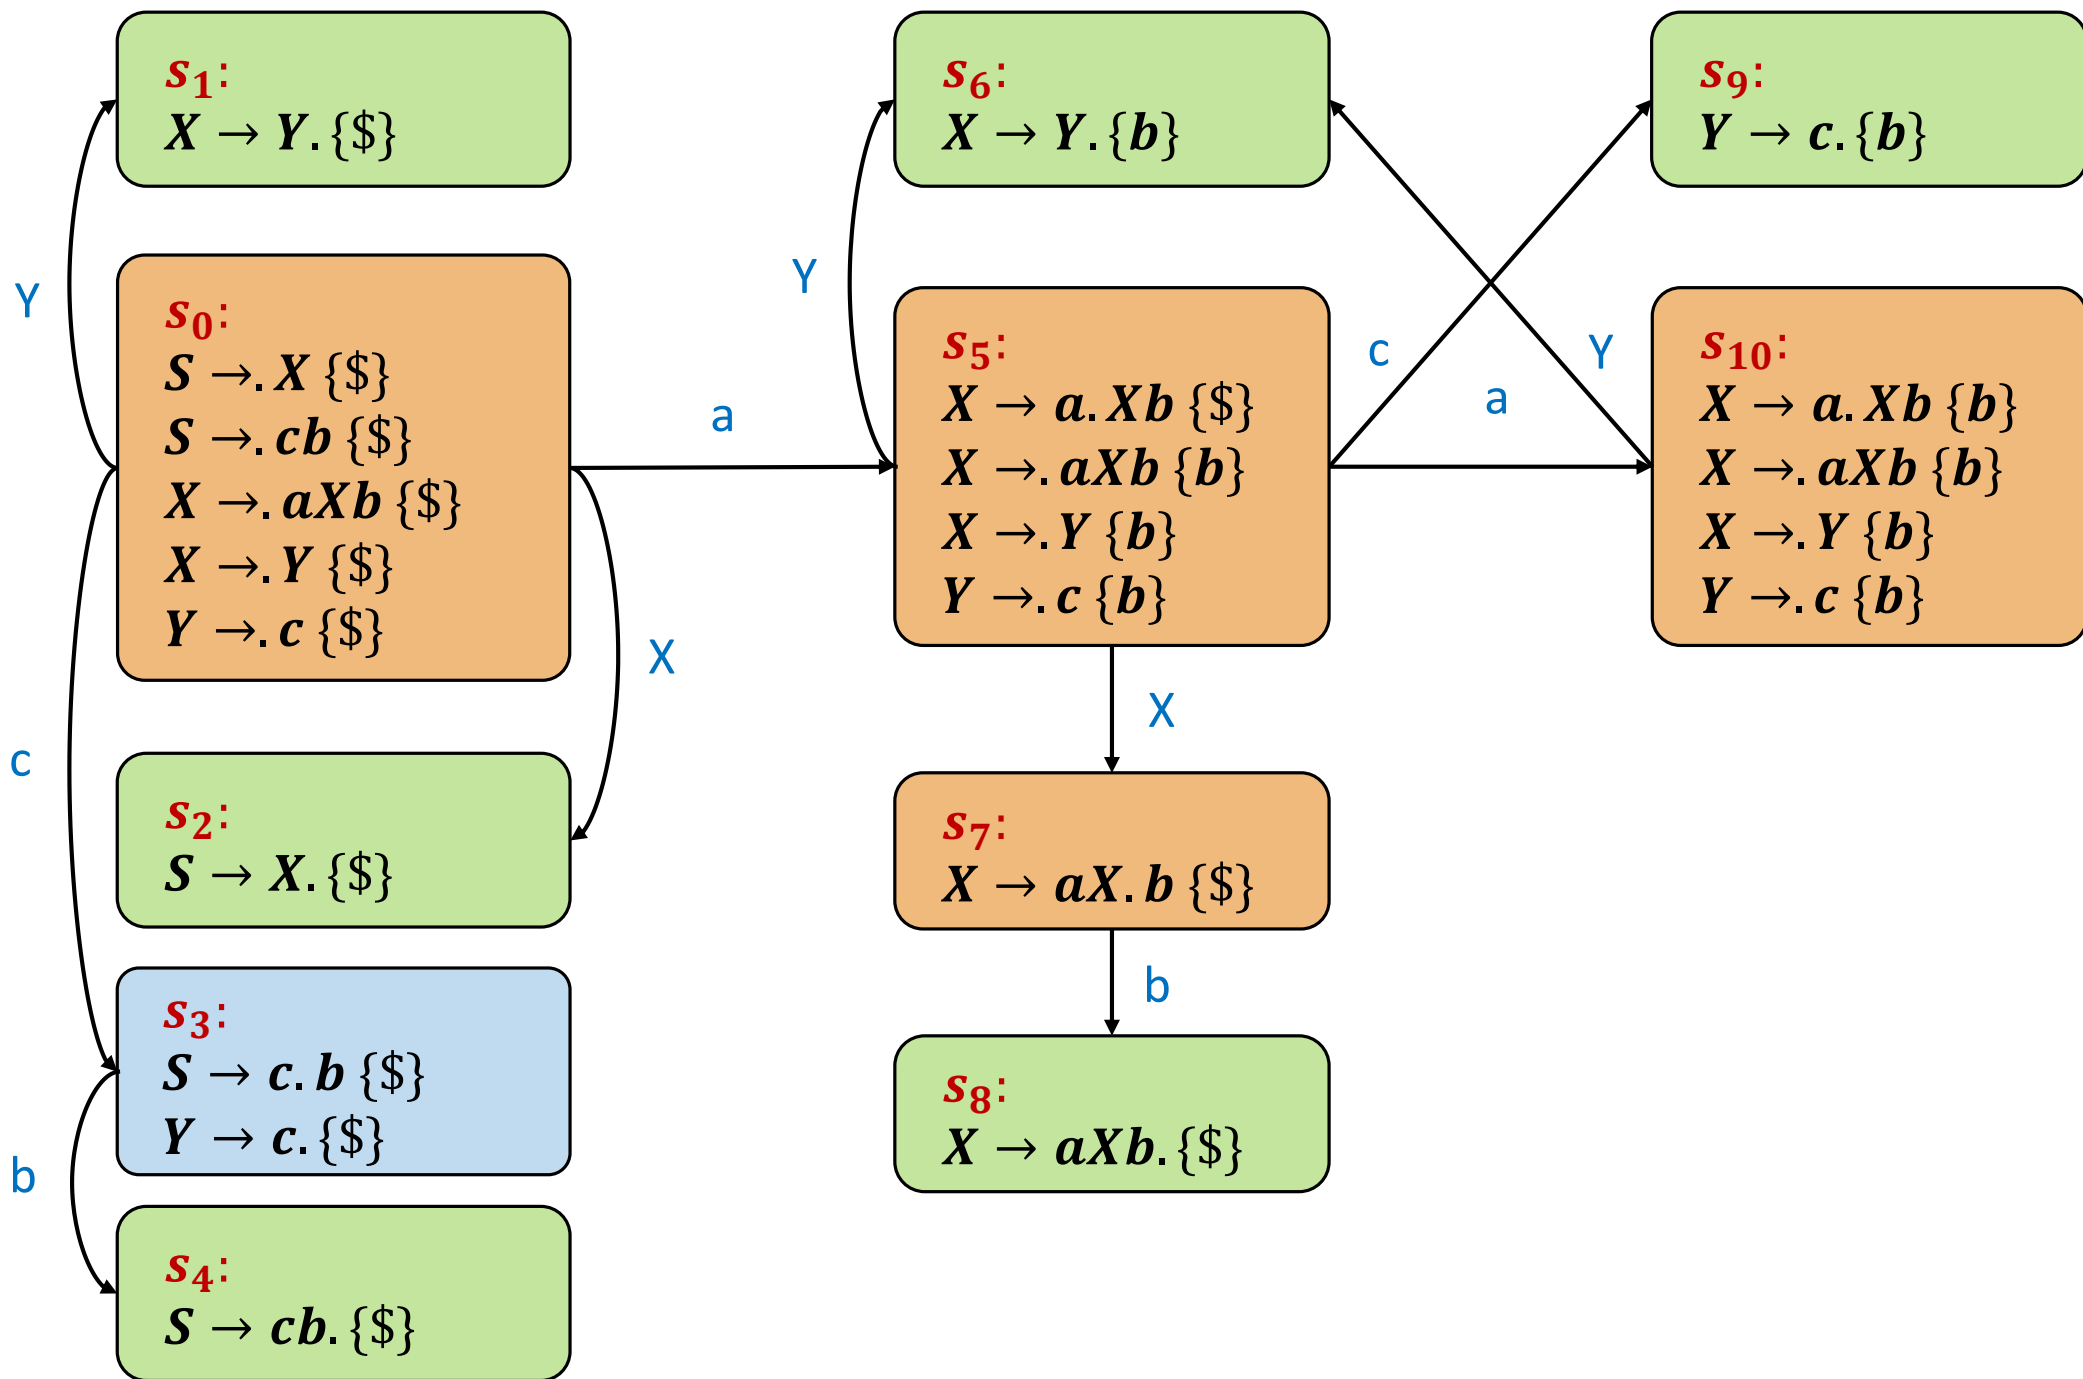 s₁:
X → Y. {$}
Y
s₀:
S →. X {$}
S →. cb {$}
X →. aXb {$}
X →. Y {$}
Y →. c {$}
a
X
c
s₂:
S → X. {$}
s₃:
S → c. b {$}
Y → c. {$}
b
s₄:
S → cb. {$}
s₆:
X → Y. {b}
Y
s₅:
X → a. Xb {$}
X →. aXb {b}
X →. Y {b}
Y →. c {b}
c
a
Y
X
s₇:
X → aX. b {$}
b
s₈:
X → aXb. {$}
s₉:
Y → c. {b}
s₁₀:
X → a. Xb {b}
X →. aXb {b}
X →. Y {b}
Y →. c {b}